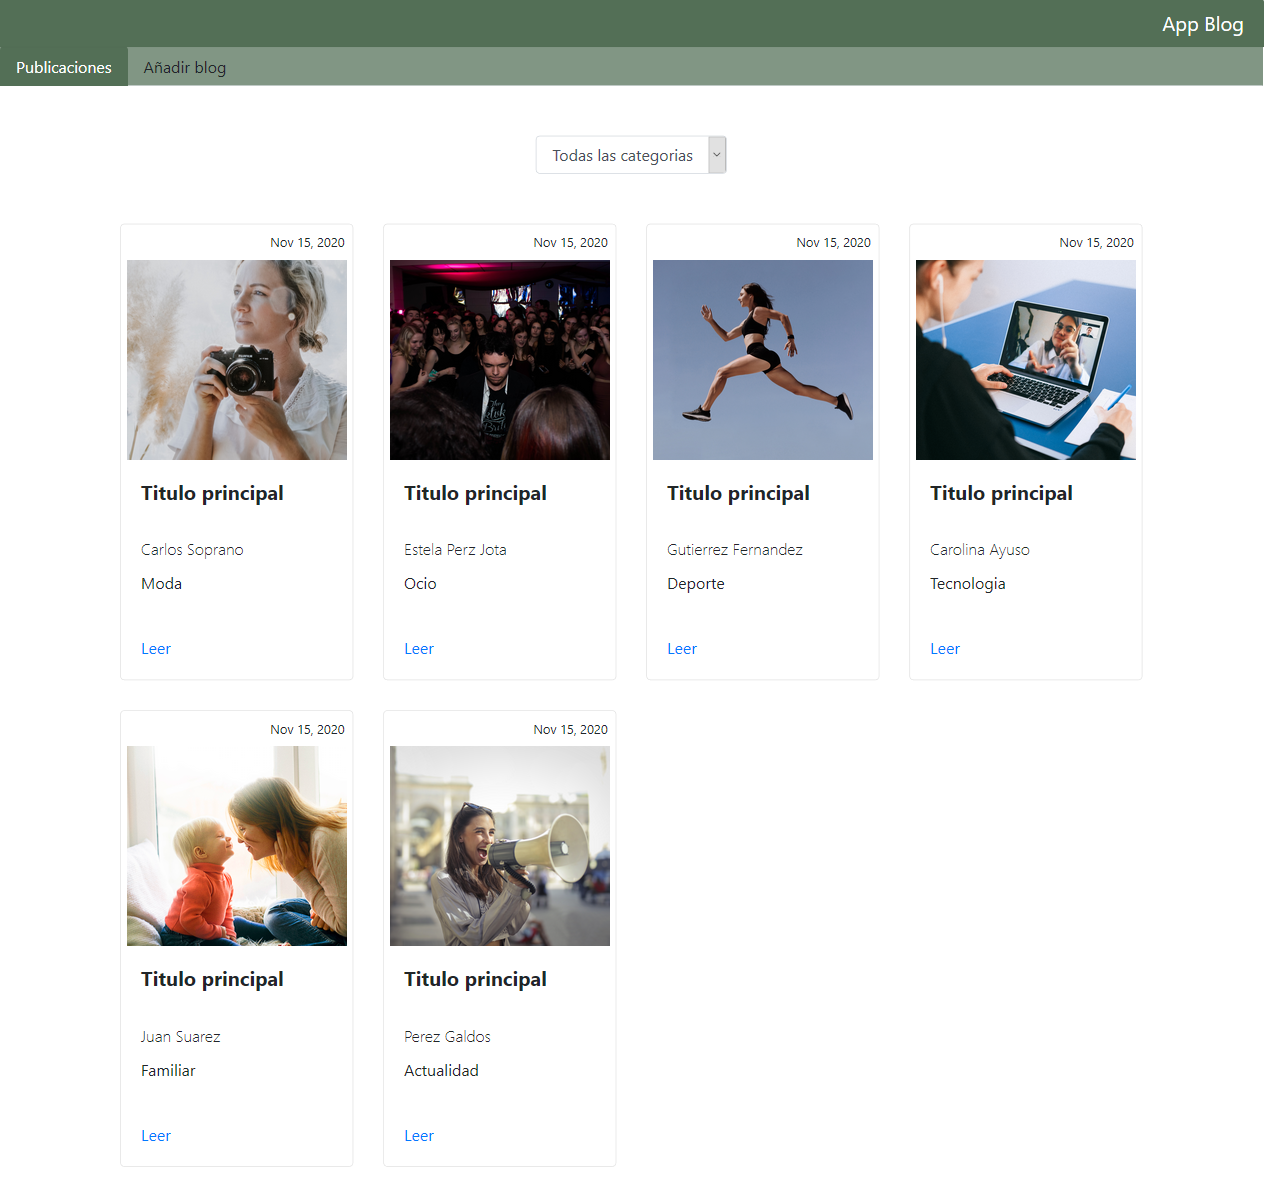 App Blog
Publicaciones
Añadir blog
Todas las categorias
Nov 15, 2020
Titulo principal
Carlos Soprano
Moda
Leer
Nov 15, 2020
Titulo principal
Estela Perz Jota
Ocio
Leer
Nov 15, 2020
Titulo principal
Gutierrez Fernandez
Deporte
Leer
Nov 15, 2020
Titulo principal
Carolina Ayuso
Tecnologia
Leer
Nov 15, 2020
Titulo principal
Juan Suarez
Familiar
Leer
Nov 15, 2020
Titulo principal
Perez Galdos
Actualidad
Leer